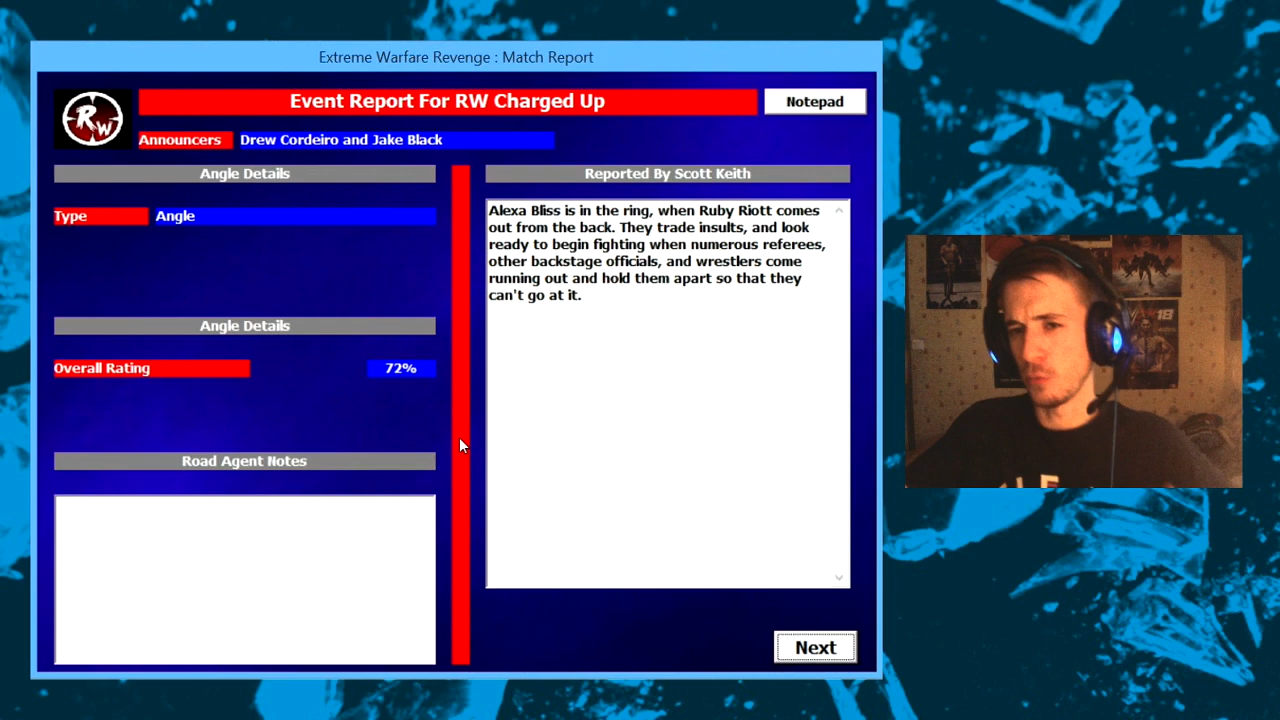 Extreme Warfare Revenge : Match Report
RW
Event Report For RW Charged Up
Notepad
Announcers
Drew Cordeiro and Jake Black
Angle Details
Reported By Scott Keith
Type
Angle
Alexa Bliss is in the ring, when Ruby Riott comes
out from the back. They trade insults, and look
ready to begin fighting when numerous referees,
other backstage officials, and wrestlers come
running out and hold them apart so that they
can't go at it.
Angle Details
Overall Rating
72%
Road Agent Notes
Next
18